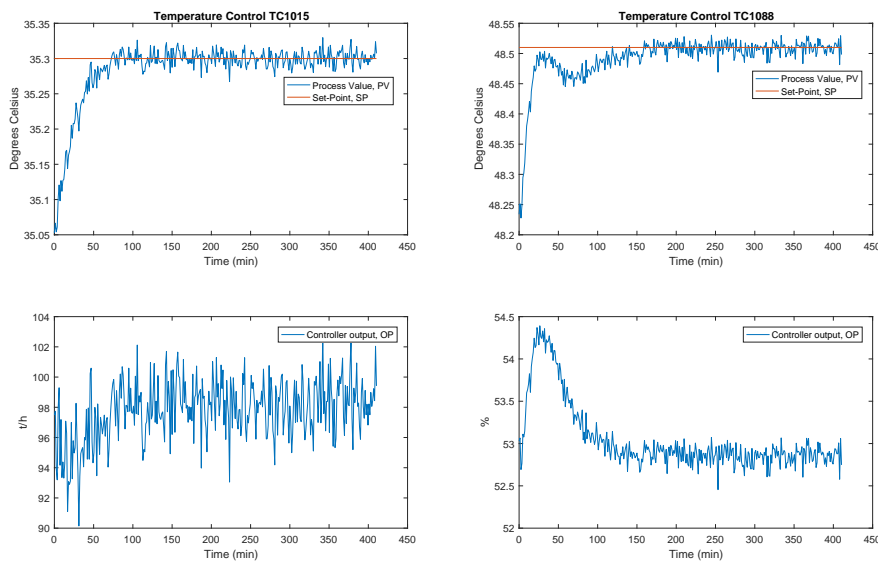 Temperature Control TC1015
35.3
35.25
35.2
35.15
35.1
35.05
Degrees Celsius
Process Value, PV
Set-Point, SP
0 50 100 150 200 250 300 350 400 450
Time (min)
Temperature Control TC1088
48.55
48.5
48.45
48.4
48.35
48.3
48.25
48.2
Degrees Celsius
Process Value, PV
Set-Point, SP
0 50 100 150 200 250 300 350 400 450
Time (min)
104
102
100
98
96
94
92
90
t/h
Controller output, OP
0 50 100 150 200 250 300 350 400 450
Time (min)
54.5
54
53.5
53
52.5
52
%
Controller output, OP
0 50 100 150 200 250 300 350 400 450
Time (min)